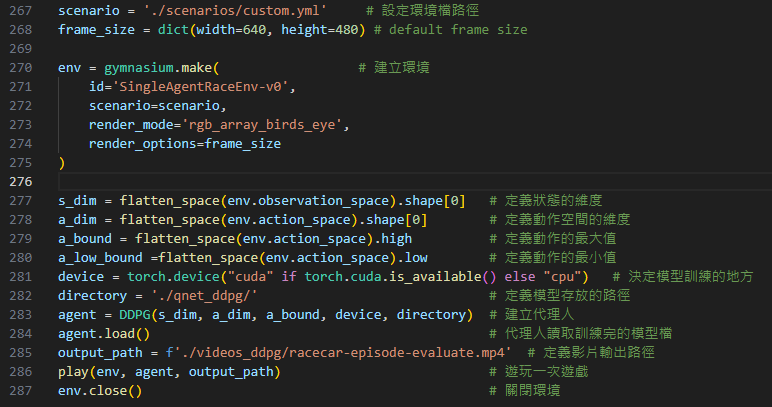 267 scenario = './scenarios/custom.yml' # 設定環境檔路徑
268 frame_size = dict(width=640, height=480) # default frame size
269
270 env = gymnasium.make( # 建立環境
271 id='SingleAgentRaceEnv-v0',
272 scenario=scenario,
273 render_mode='rgb_array_birds_eye',
274 render_options=frame_size
275 )
276
277 s_dim = flatten_space(env.observation_space).shape[0] # 定義狀態的維度
278 a_dim = flatten_space(env.action_space).shape[0] # 定義動作空間的維度
279 a_bound = flatten_space(env.action_space).high # 定義動作的最大值
280 a_low_bound =flatten_space(env.action_space).low # 定義動作的最小值
281 device = torch.device("cuda" if torch.cuda.is_available() else "cpu") # 決定模型訓練的地方
282 directory = './qnet_ddpg/' # 定義模型存放的路徑
283 agent = DDPG(s_dim, a_dim, a_bound, device, directory) # 建立代理人
284 agent.load() # 代理人讀取訓練完的模型檔
285 output_path = f'./videos_ddpg/racecar-episode-evaluate.mp4' # 定義影片輸出路徑
286 play(env, agent, output_path) # 遊玩一次遊戲
287 env.close() # 關閉環境